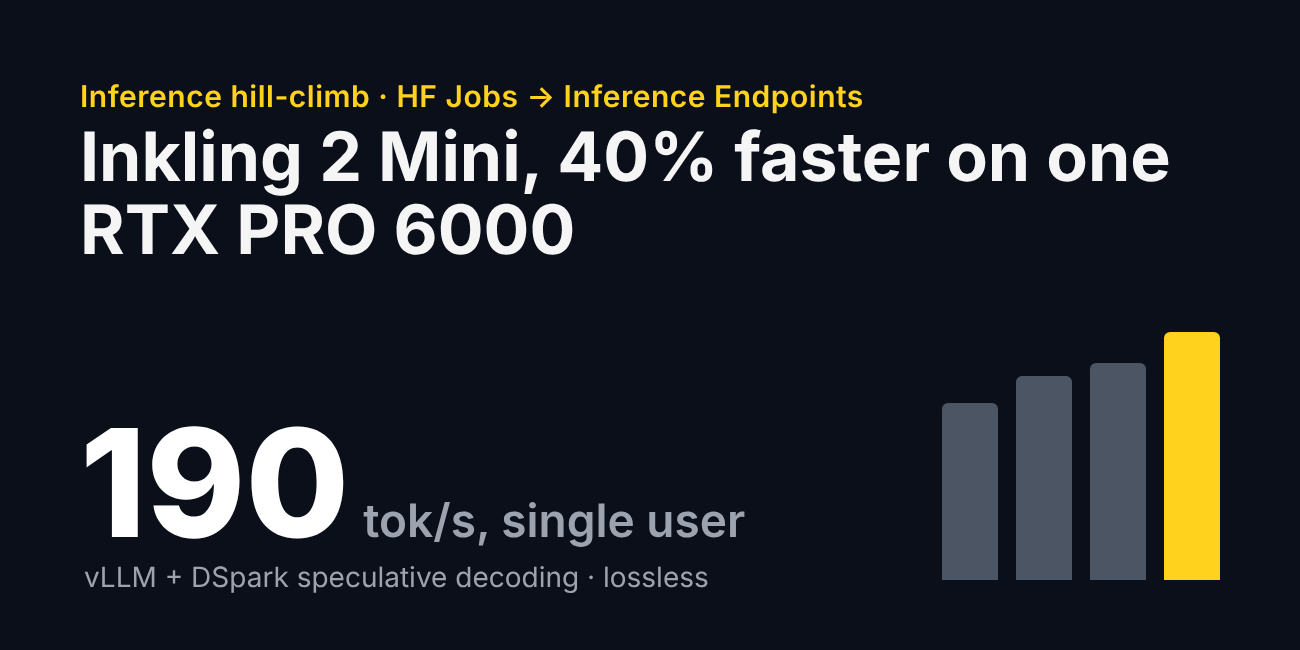 Inference hill-climb · HF Jobs → Inference Endpoints
Inkling 2 Mini, 40% faster on one
RTX PRO 6000
190 tok/s, single user
vLLM + DSpark speculative decoding · lossless